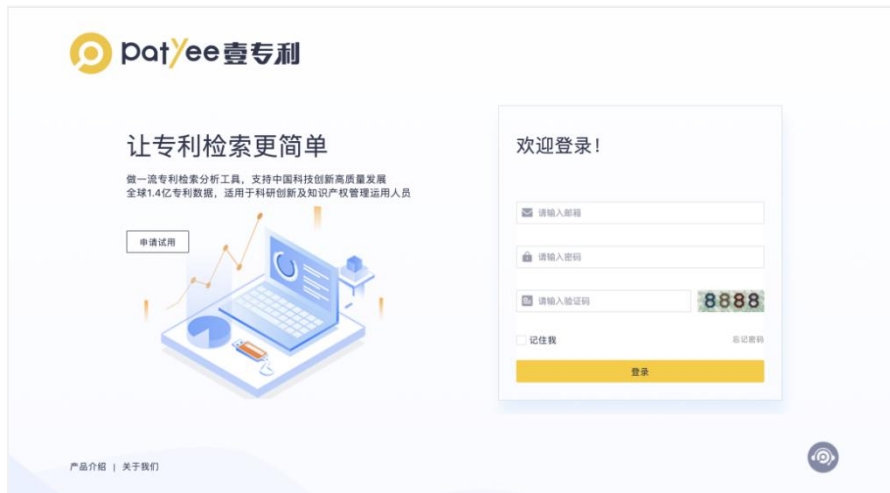 patyee壹专利
让专利检索更简单
做一流专利检索分析工具，支持中国科技创新高质量发展
全球1.4亿专利数据，适用于科研创新及知识产权管理运用人员
申请试用
欢迎登录！
请输入邮箱
请输入密码
请输入验证码
8888
记住我
忘记密码
登录
产品介绍 | 关于我们